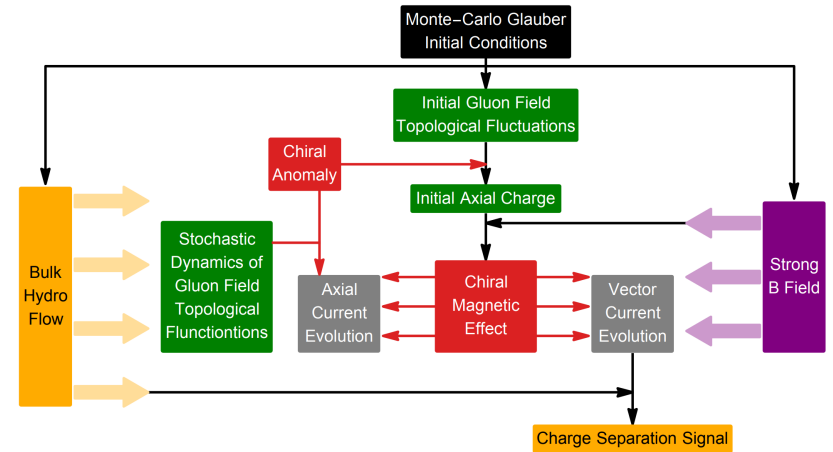 Monte−Carlo Glauber
Initial Conditions
Initial Gluon Field
Topological Fluctuations
Chiral
Anomaly
Initial Axial Charge
Stochastic
Dynamics of
Gluon Field
Topological
Flunctiontions
Bulk
Hydro
Flow
Axial
Current
Evolution
Chiral
Magnetic
Effect
Vector
Current
Evolution
Strong
B Field
Charge Separation Signal